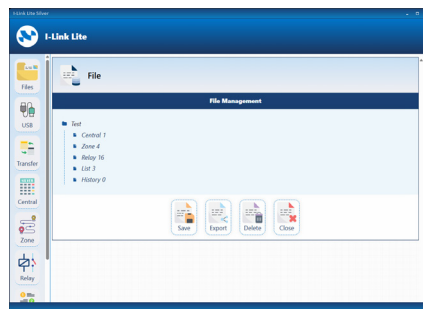 I-Link Lite Silver
I-Link Lite
Files
USB
Transfer
Central
Zone
Relay
File
File Management
Test
Central 1
Zone 4
Relay 16
List 3
History 0
Save
Export
Delete
Close